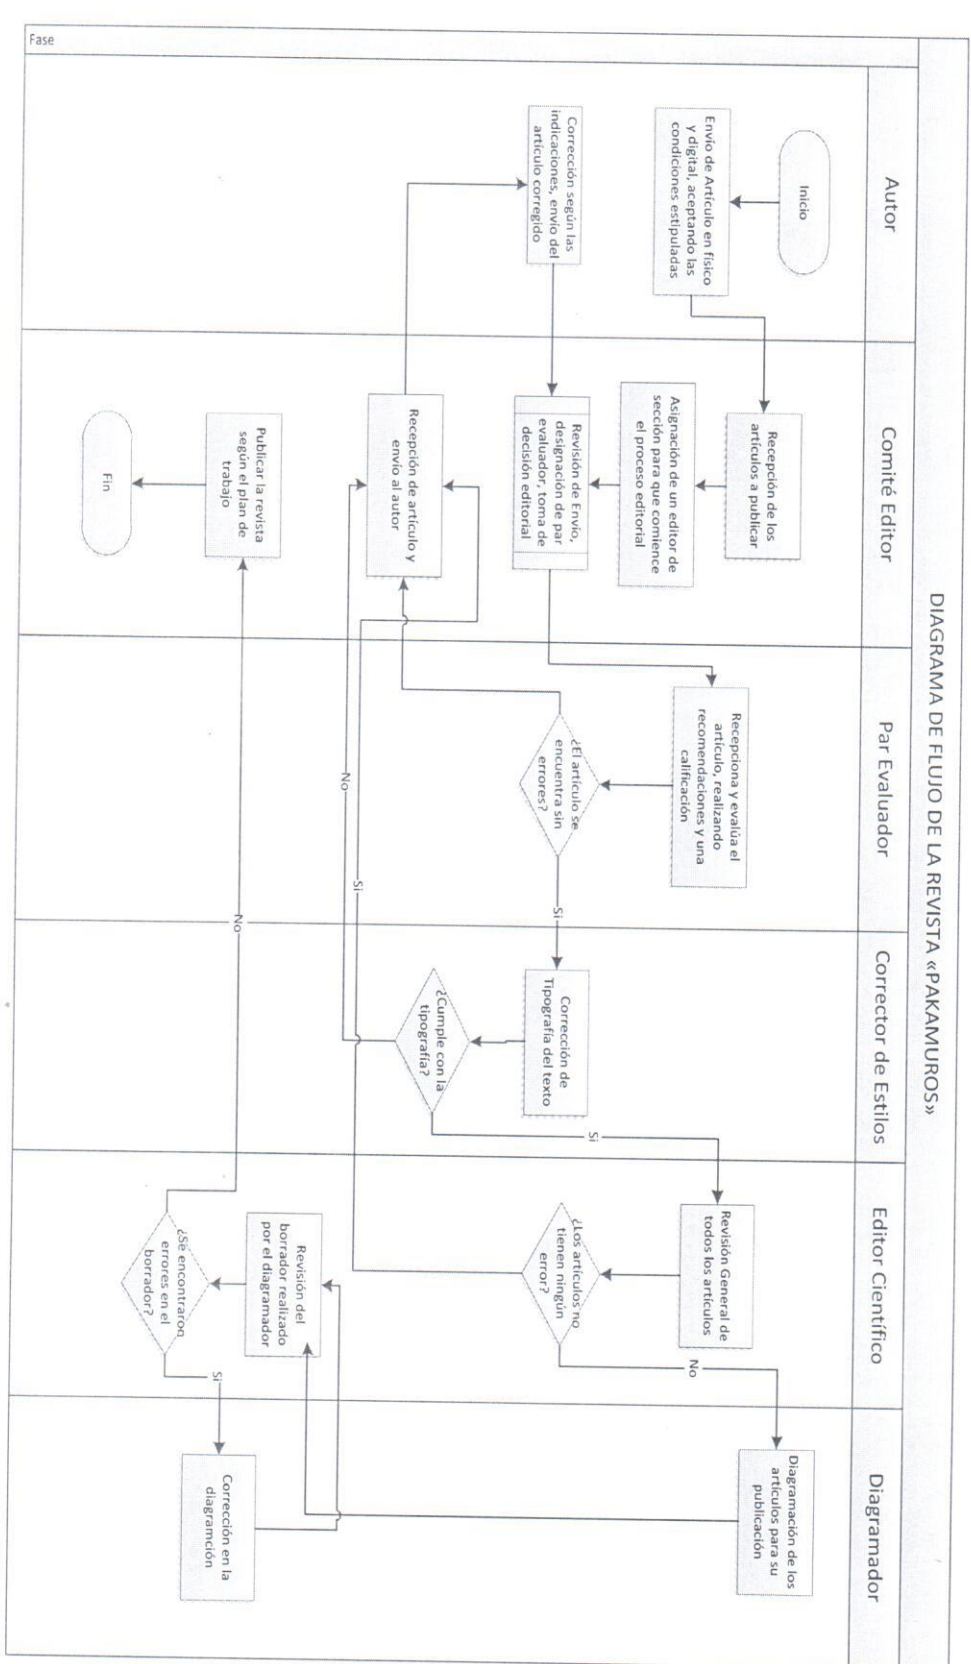 DIAGRAMA DE FLUJO DE LA REVISTA «PAKAMUROS»
Fase
Autor
Inicio
Envío de Artículo en físico
y digital, aceptando las
condiciones estipuladas
Corrección según las
indicaciones, envío del
artículo corregido
Comité Editor
Recepción de los
artículos a publicar
Asignación de un editor de
sección para que comience
el proceso editorial
Revisión de Envío,
designación de par
evaluador, toma de
decisión editorial
Recepción de artículo y
envío al autor
Publicar la revista
según el plan de
trabajo
Fin
Par Evaluador
Recepciona y evalúa el
artículo, realizando
recomendaciones y una
calificación
¿El artículo se
encuentra sin
errores?
Si
No
Si
Corrector de Estilos
Corrección de
Tipografía del texto
¿Cumple con la
tipografía?
Si
No
Editor Científico
Revisión General de
todos los artículos
¿Los artículos no
tienen ningún
error?
No
Revisión del
borrador realizado
por el diagramador
¿Se encontraron
errores en el
borrador?
Si
Diagramador
Diagramación de los
artículos para su
publicación
Corrección en la
diagramción